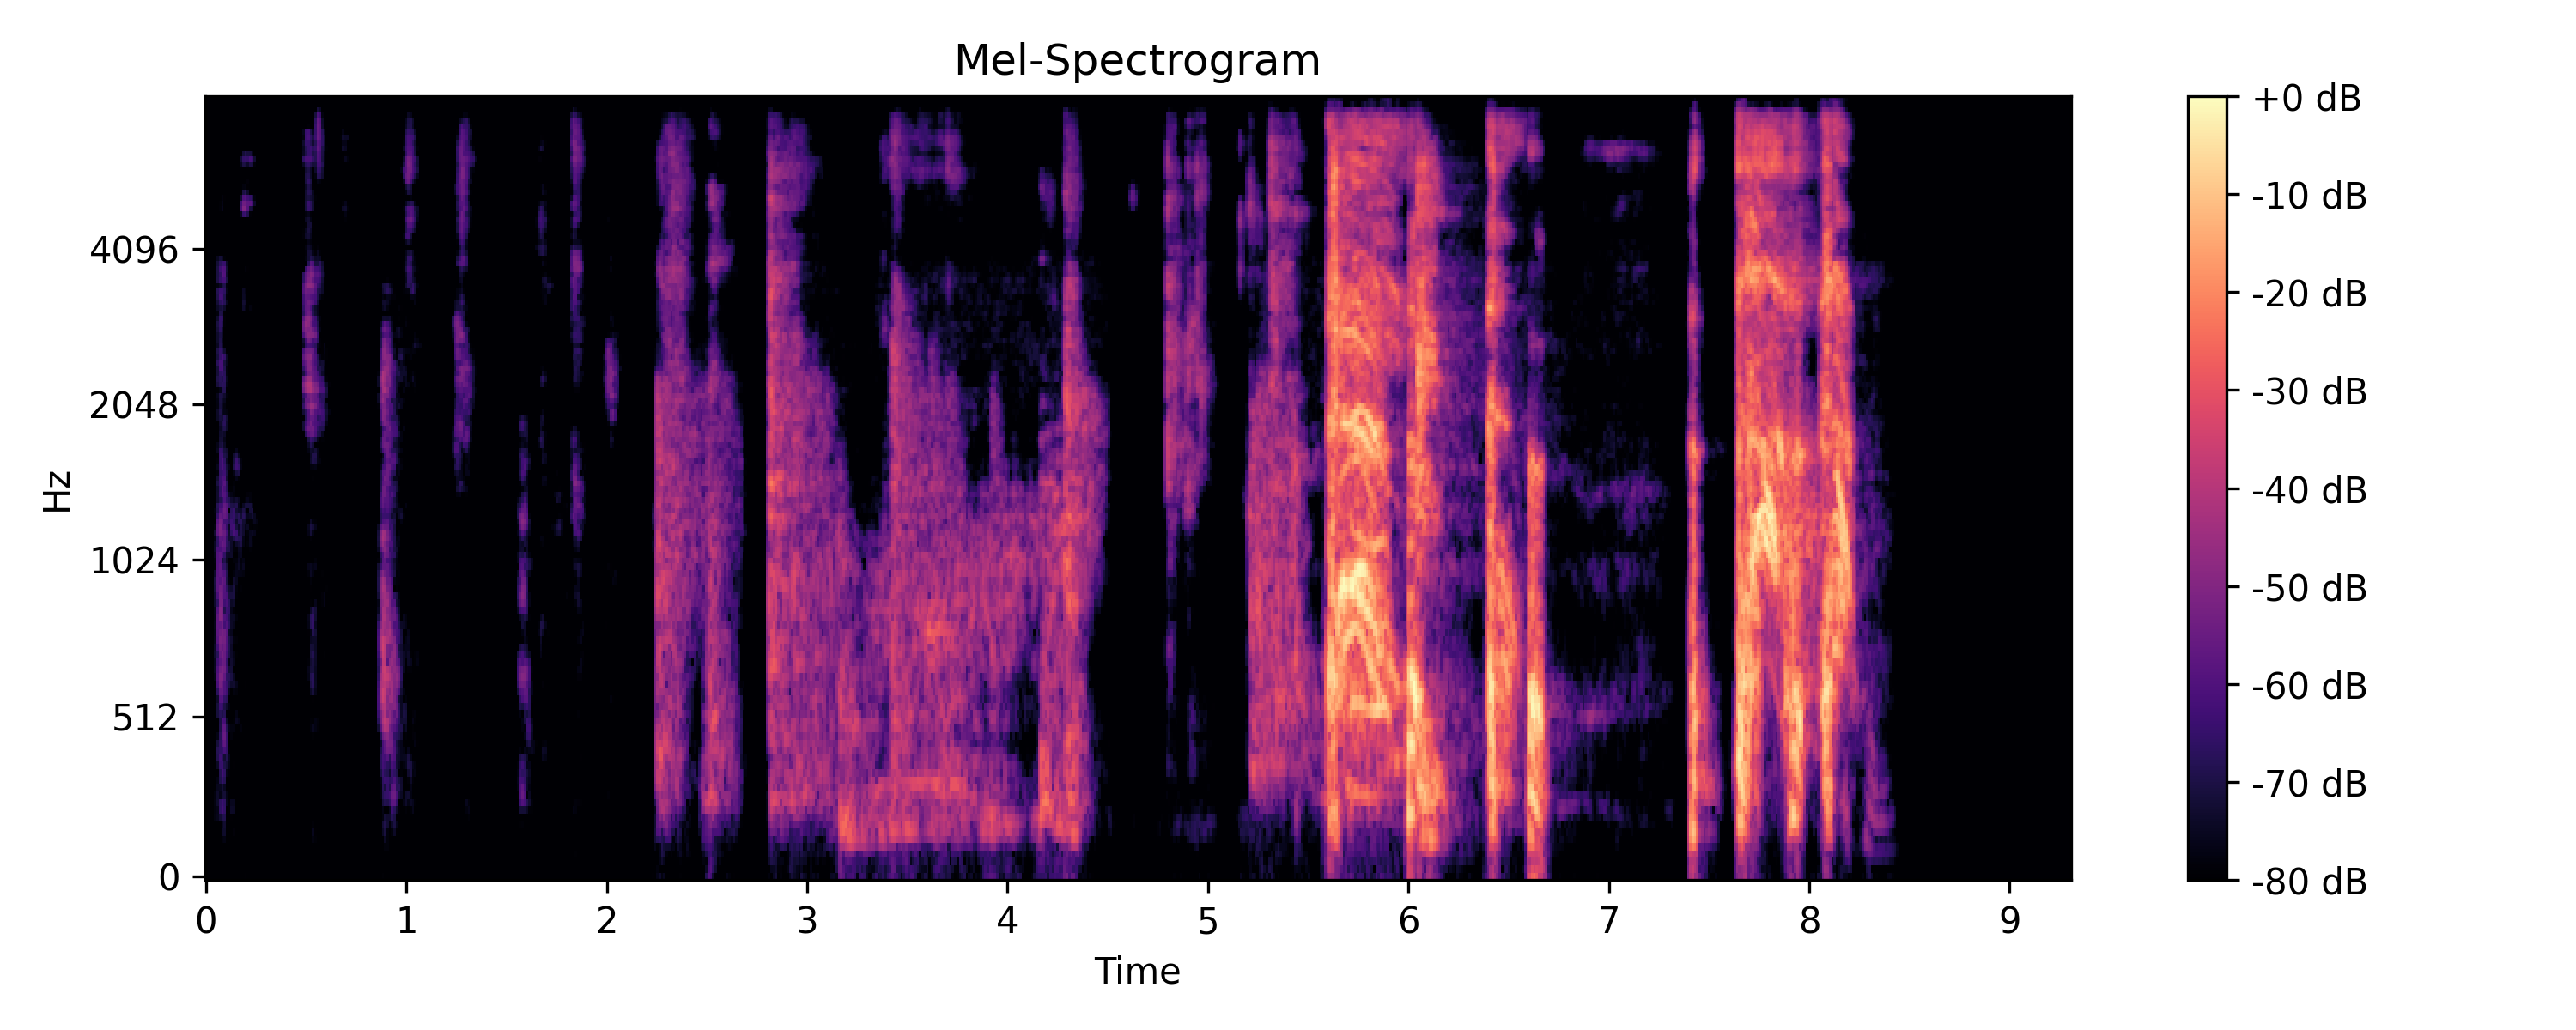 Mel-Spectrogram
+0 dB
-10 dB
-20 dB
-30 dB
-40 dB
-50 dB
-60 dB
-70 dB
-80 dB
Hz
4096
2048
1024
512
0
0 1 2 3 4 5 6 7 8 9
Time